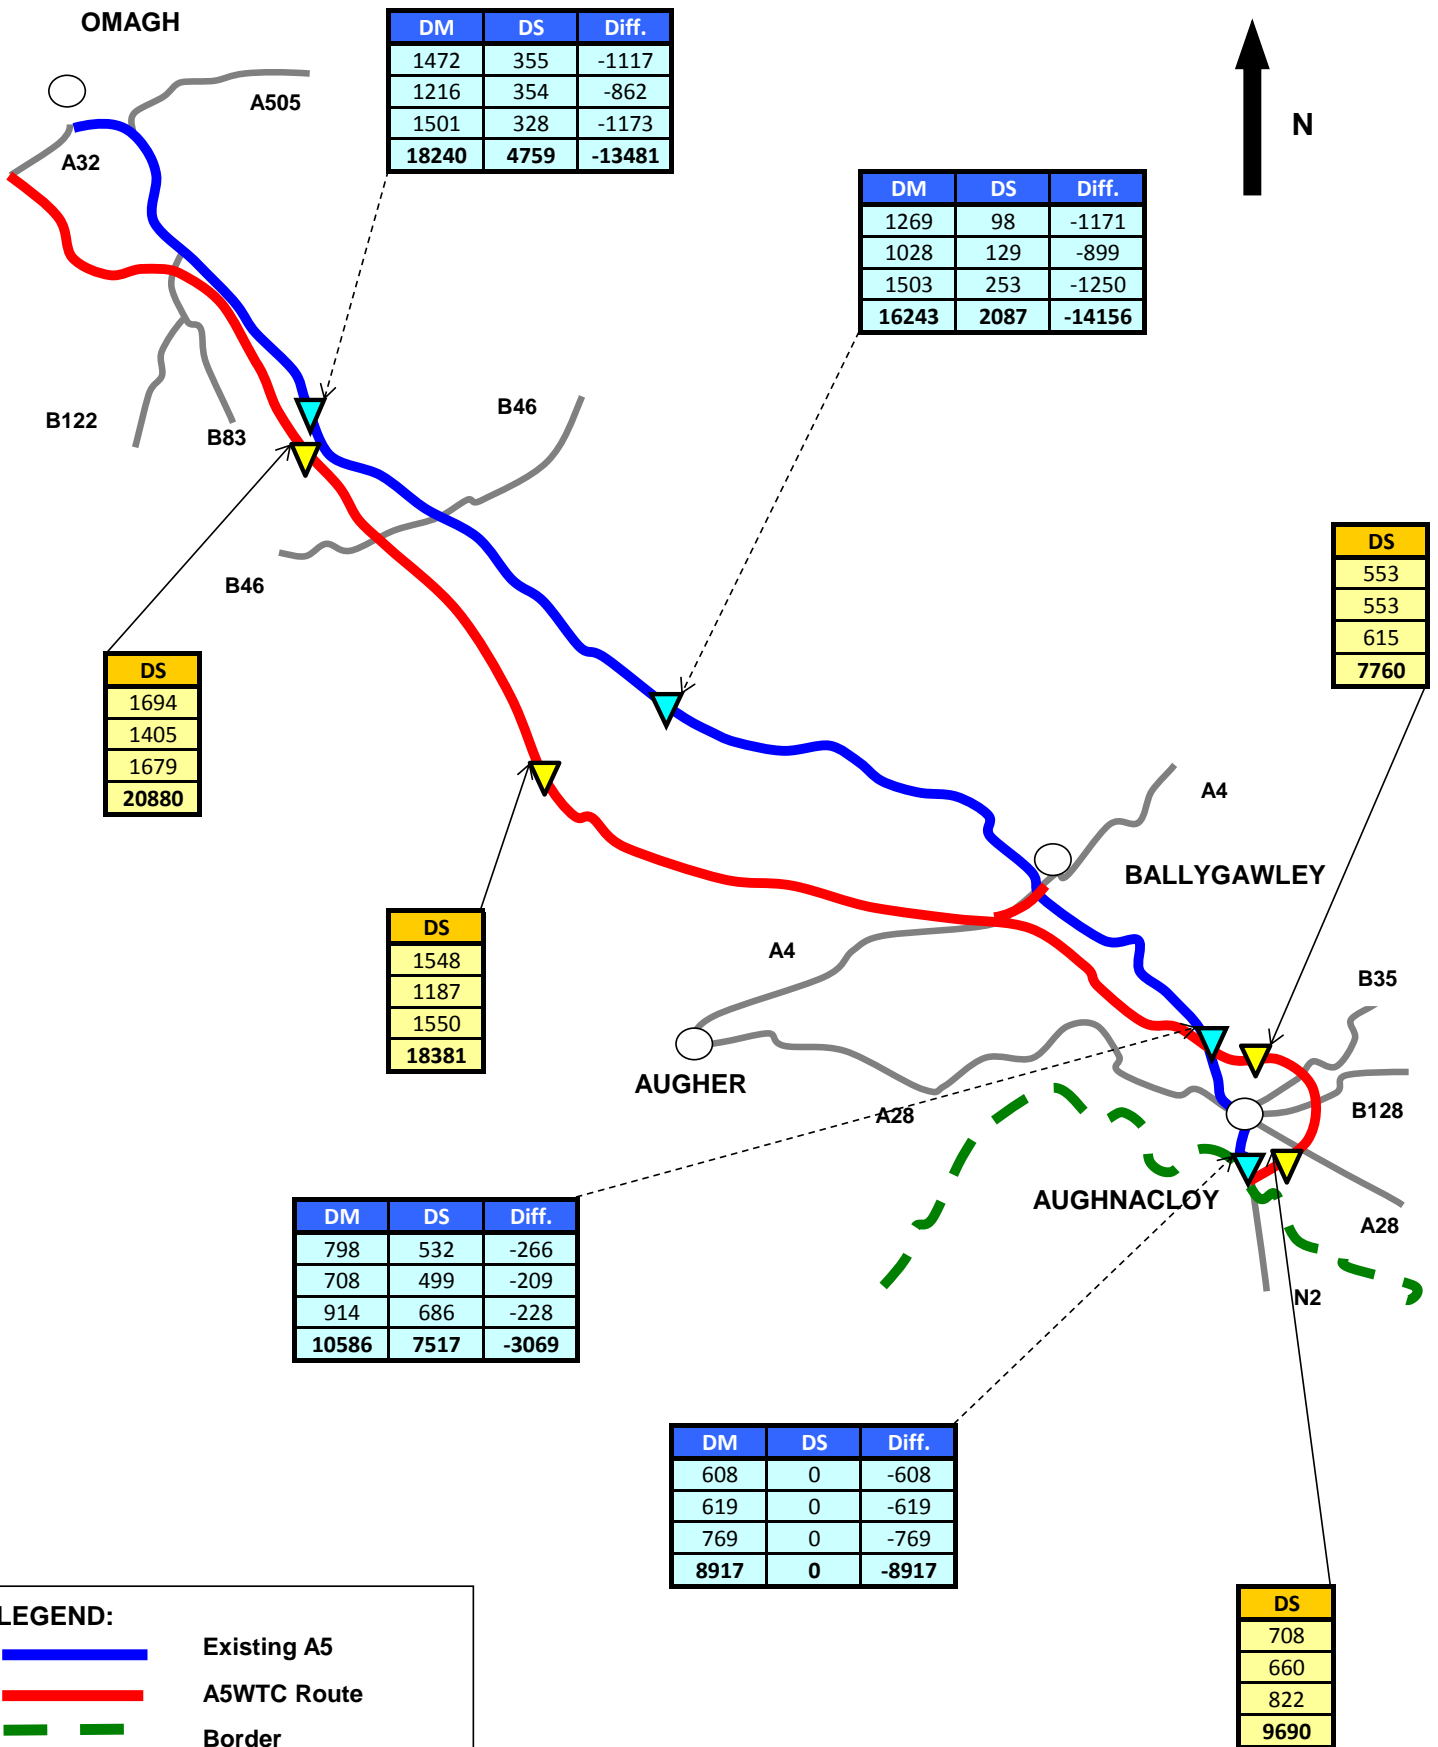 OMAGH
DM DS Diff.
1472 355 -1117
1216 354 -862
1501 328 -1173
18240 4759 -13481
A505
A32
N
DM DS Diff.
1269 98 -1171
1028 129 -899
1503 253 -1250
16243 2087 -14156
B122
B83
B46
B46
DS
553
553
615
7760
DS
1694
1405
1679
20880
A4
BALLYGAWLEY
DS
1548
1187
1550
18381
A4
B35
AUGHER
A28
B128
AUGHNACLOY
A28
N2
DM DS Diff.
798 532 -266
708 499 -209
914 686 -228
10586 7517 -3069
DM DS Diff.
608 0 -608
619 0 -619
769 0 -769
8917 0 -8917
DS
708
660
822
9690
LEGEND:
Existing A5
A5WTC Route
Border